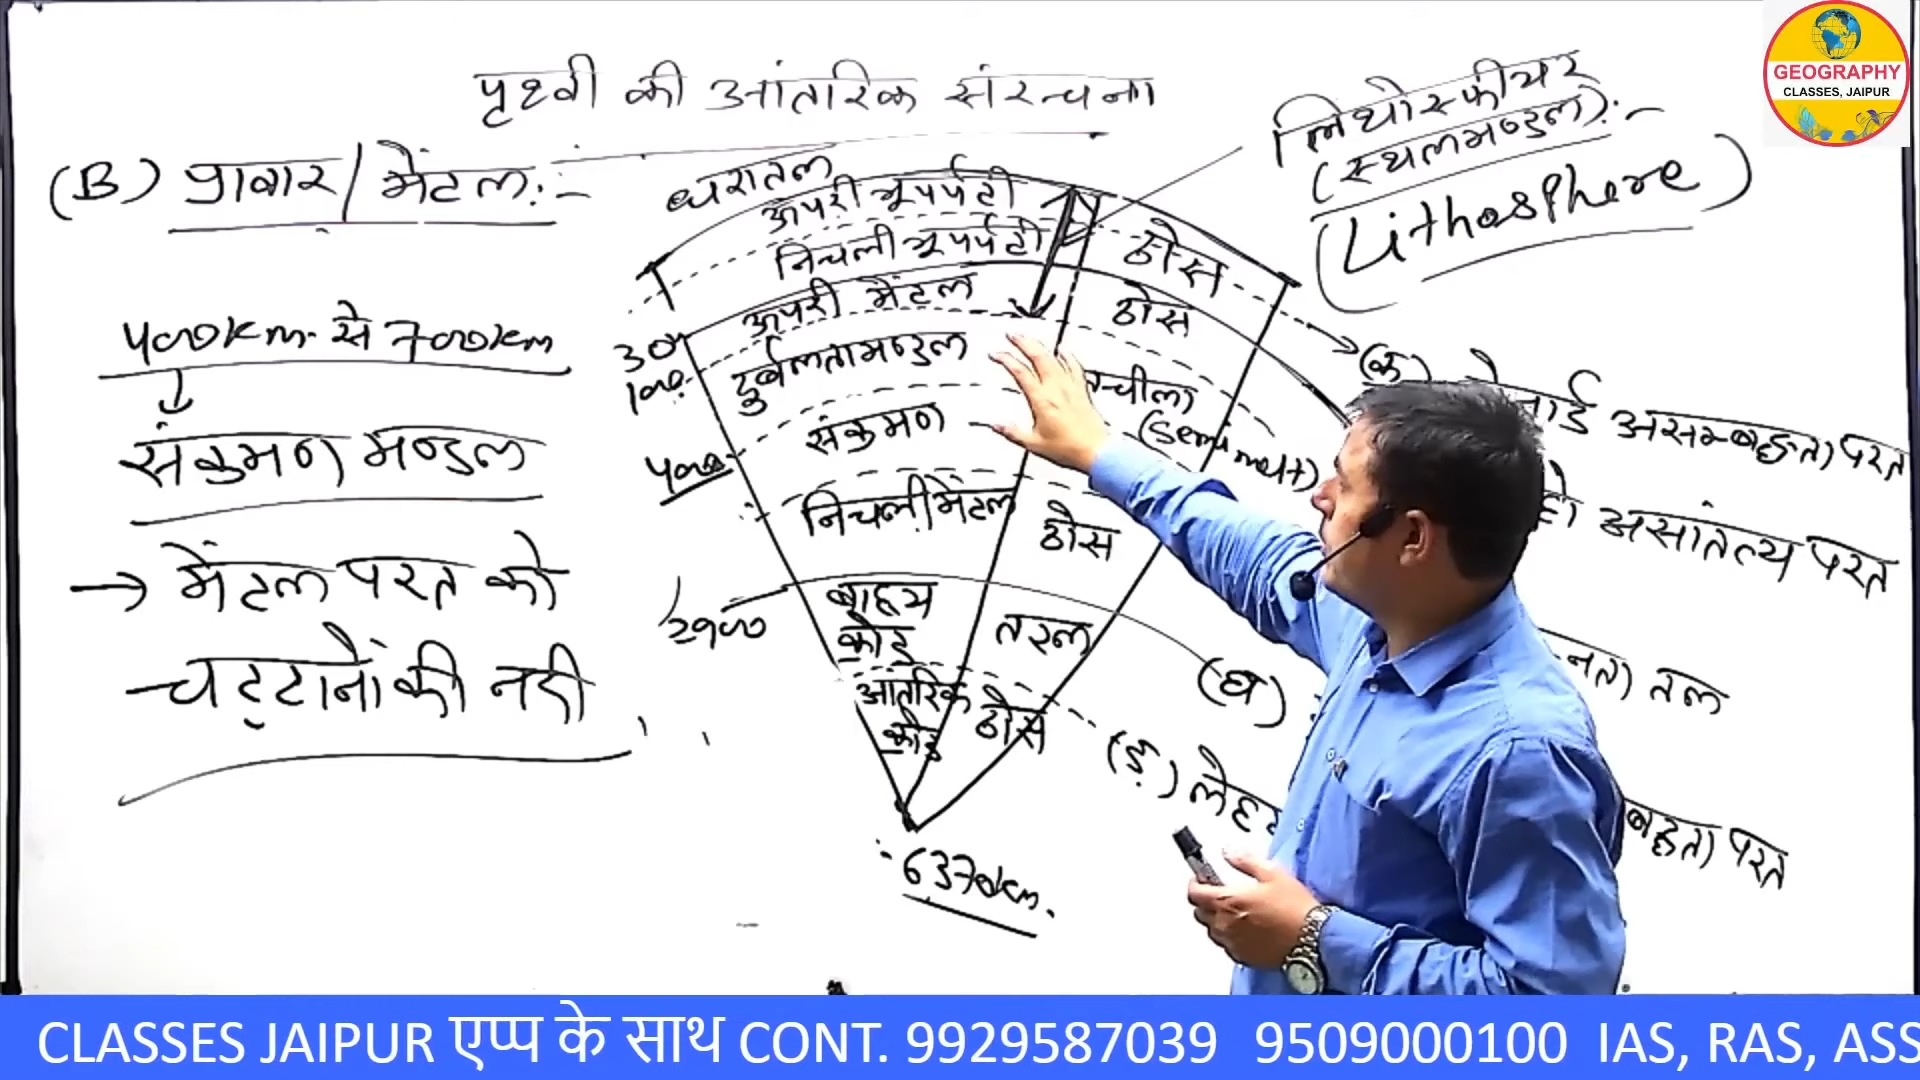 पृथ्वी की आंतरिक संरचना
(B) प्रावार / मेंटल:-
400km. से 700km
संक्रमण मण्डल
→ मेंटल परत को
चट्टानों की नदी
धरातल
ऊपरी भूपर्पटी
निचली भूपर्पटी
ठोस
30
ऊपरी मेंटल
ठोस
100
दुर्बलतामण्डल
(Semi melt)
400
संक्रमण
निचली मेंटल
ठोस
2900
बाह्य
कोड
तरल
आंतरिक
कोड
ठोस
6370km.
लिथोस्फीयर
(स्थलमण्डल):-
(Lithosphere)
(क)
असम्बद्धता परत
असांतत्य परत
तल
(घ)
(ड़)
परत
GEOGRAPHY
CLASSES, JAIPUR
CLASSES JAIPUR एप्प के साथ CONT. 9929587039 9509000100 IAS, RAS, ASS